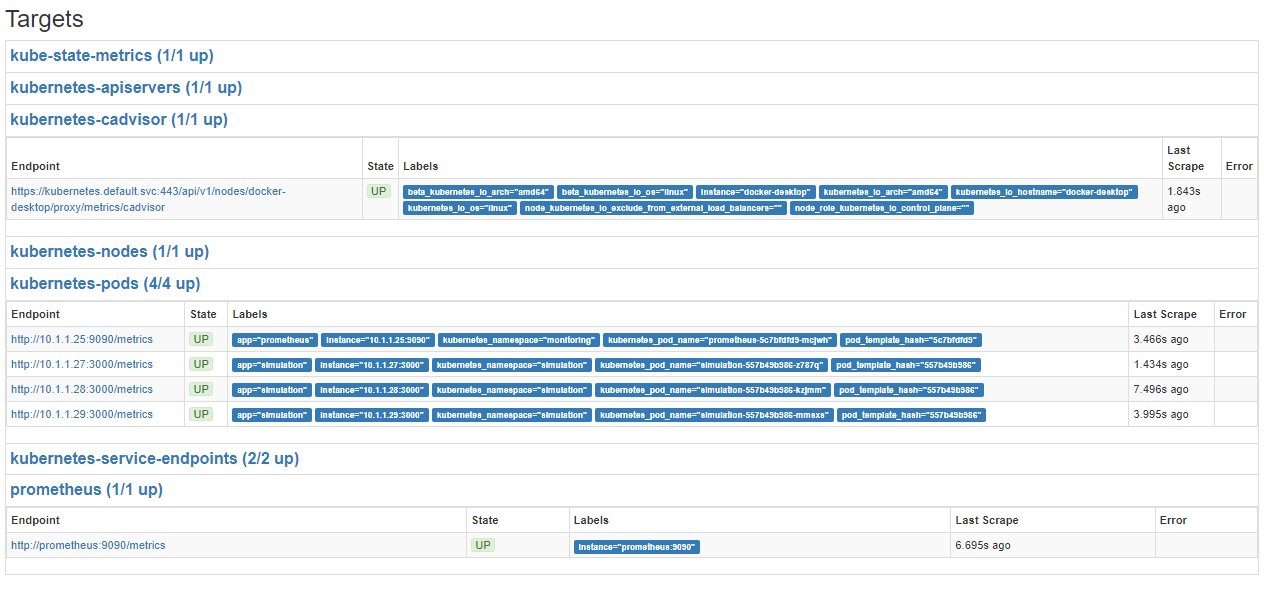 Targets
kube-state-metrics (1/1 up)
kubernetes-apiservers (1/1 up)
kubernetes-cadvisor (1/1 up)
Endpoint State Labels Last Scrape Error
https://kubernetes.default.svc:443/api/v1/nodes/docker-desktop/proxy/metrics/cadvisor UP beta_kubernetes_io_arch="amd64" beta_kubernetes_io_os="linux" instance="docker-desktop" kubernetes_io_arch="amd64" kubernetes_io_hostname="docker-desktop" 1.843s ago
kubernetes_io_os="linux" node_kubernetes_io_exclude_from_external_load_balancers="" node_role_kubernetes_io_control_plane=""
kubernetes-nodes (1/1 up)
kubernetes-pods (4/4 up)
Endpoint State Labels Last Scrape Error
http://10.1.1.25:9090/metrics UP app="prometheus" instance="10.1.1.25:9090" kubernetes_namespace="monitoring" kubernetes_pod_name="prometheus-5c7bfdfd9-mcjwh" pod_template_hash="5c7bfdfd9" 3.466s ago
http://10.1.1.27:3000/metrics UP app="simulation" instance="10.1.1.27:3000" kubernetes_namespace="simulation" kubernetes_pod_name="simulation-557b49b986-z787q" pod_template_hash="557b49b986" 1.434s ago
http://10.1.1.28:3000/metrics UP app="simulation" instance="10.1.1.28:3000" kubernetes_namespace="simulation" kubernetes_pod_name="simulation-557b49b986-kzjmm" pod_template_hash="557b49b986" 7.496s ago
http://10.1.1.29:3000/metrics UP app="simulation" instance="10.1.1.29:3000" kubernetes_namespace="simulation" kubernetes_pod_name="simulation-557b49b986-mmsxs" pod_template_hash="557b49b986" 3.995s ago
kubernetes-service-endpoints (2/2 up)
prometheus (1/1 up)
Endpoint State Labels Last Scrape Error
http://prometheus:9090/metrics UP instance="prometheus:9090" 6.695s ago